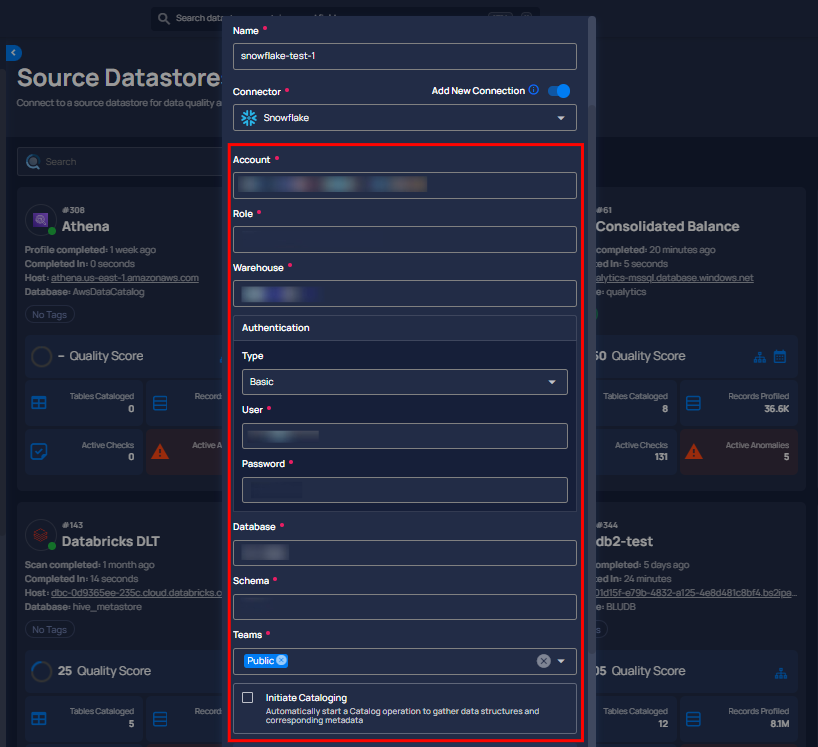 Search data
Source Datastore
Connect to a source datastore for data quality a
Search
#308
Athena
Profile completed: 1 week ago
Completed In: 0 seconds
Host: athena.us-east-1.amazonaws.com
Database: AwsDataCatalog
No Tags
– Quality Score
Tables Cataloged
0
Record
Active Checks
0
Active A
#143
Databricks DLT
Scan completed: 1 month ago
Completed In: 14 seconds
Host: dbc-0d9365ee-235c.cloud.databricks.c
Database: hive_metastore
No Tags
25 Quality Score
Tables Cataloged
5
Record
Name *
snowflake-test-1
Connector *
Add New Connection
Snowflake
Account *
Role *
Warehouse *
Authentication
Type
Basic
User *
Password *
Database *
Schema *
Teams *
Public
Initiate Cataloging
Automatically start a Catalog operation to gather data structures and
corresponding metadata
#61
Consolidated Balance
completed: 20 minutes ago
ed In: 5 seconds
alytics-mssql.database.windows.net
e: qualytics
60 Quality Score
Tables Cataloged
8
Records Profiled
36.6K
Active Checks
131
Active Anomalies
5
#344
db2-test
ompleted: 5 days ago
ed In: 24 minutes
01d15f-e79b-4832-a125-4e8d481c8bf4.bs2ipa...
e: BLUDB
s
05 Quality Score
Tables Cataloged
12
Records Profiled
8.1M